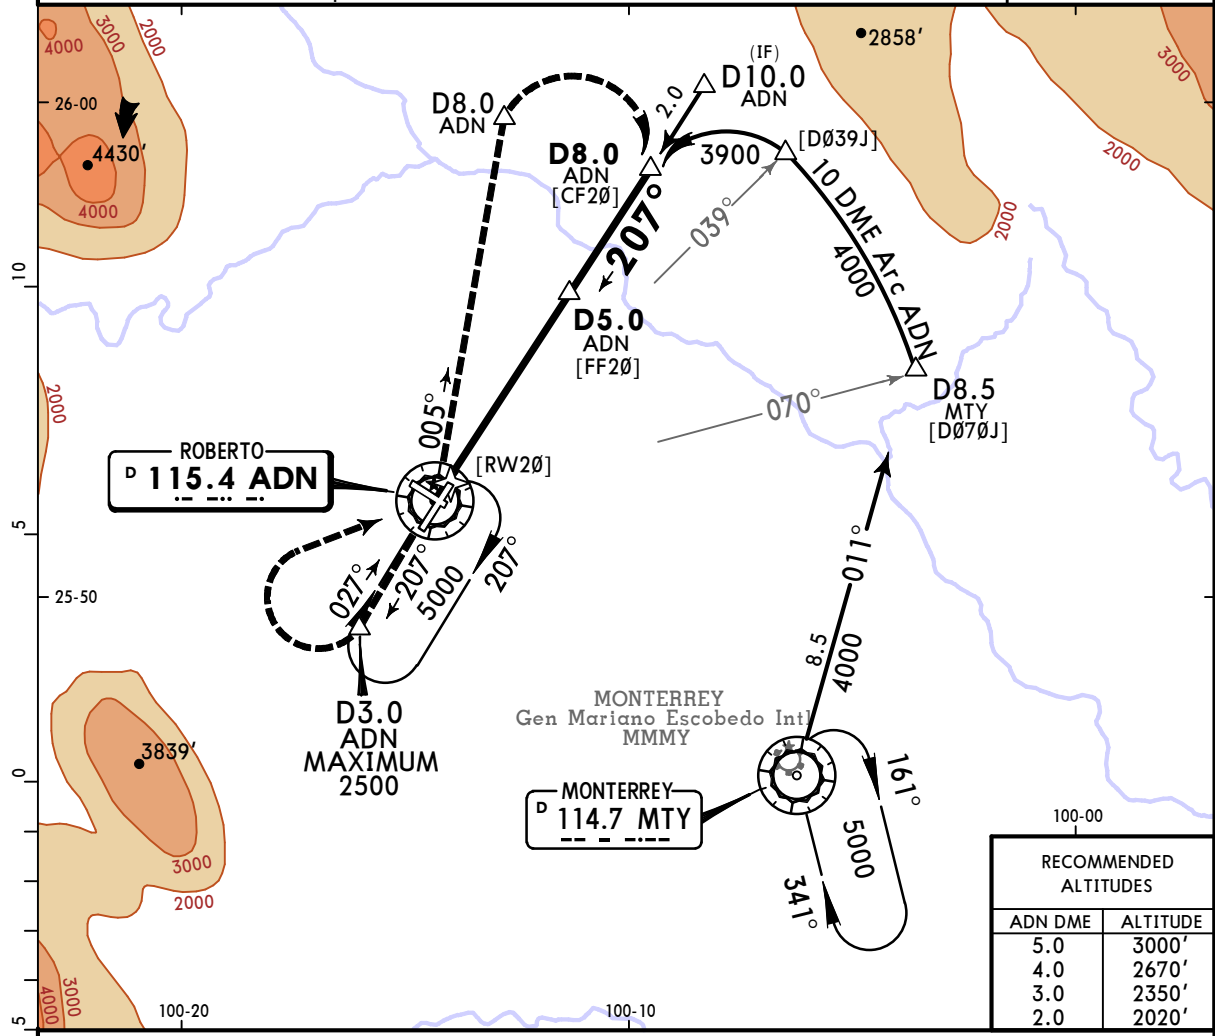 4000
3000
2000
2858'
3000
(IF)
D10.0
ADN
2.0
D8.0
ADN
26-00
4430'
4000
D8.0
ADN
[CF2Ø]
3900
[DØ39J]
10 DME Arc ADN
4000
2000
2000
039°
207°
10
D5.0
ADN
[FF2Ø]
2000
070°
D8.5
MTY
[DØ7ØJ]
005°
ROBERTO
D 115.4 ADN
[RW2Ø]
5
027°
207°
5000
207°
011°
25-50
8.5
4000
D3.0
ADN
MAXIMUM
2500
MONTERREY
Gen Mariano Escobedo Intl
MMMY
3839'
0
MONTERREY
D 114.7 MTY
161°
5000
341°
100-00
3000
2000
RECOMMENDED
ALTITUDES
ADN DME ALTITUDE
5.0 3000'
4.0 2670'
3.0 2350'
2.0 2020'
4000
3000
5
100-20
100-10